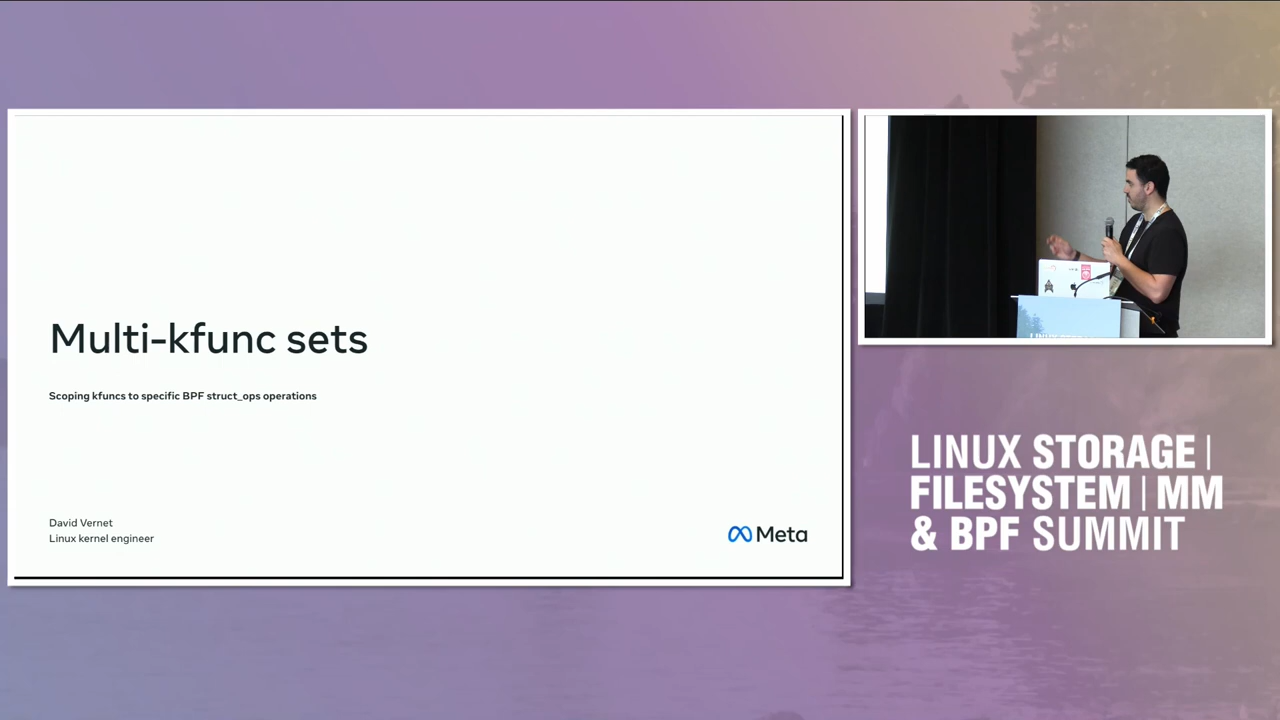 Multi-kfunc sets
Scoping kfuncs to specific BPF struct_ops operations
David Vernet
Linux kernel engineer
Meta
LINUX STORAGE |
FILESYSTEM | MM
& BPF SUMMIT